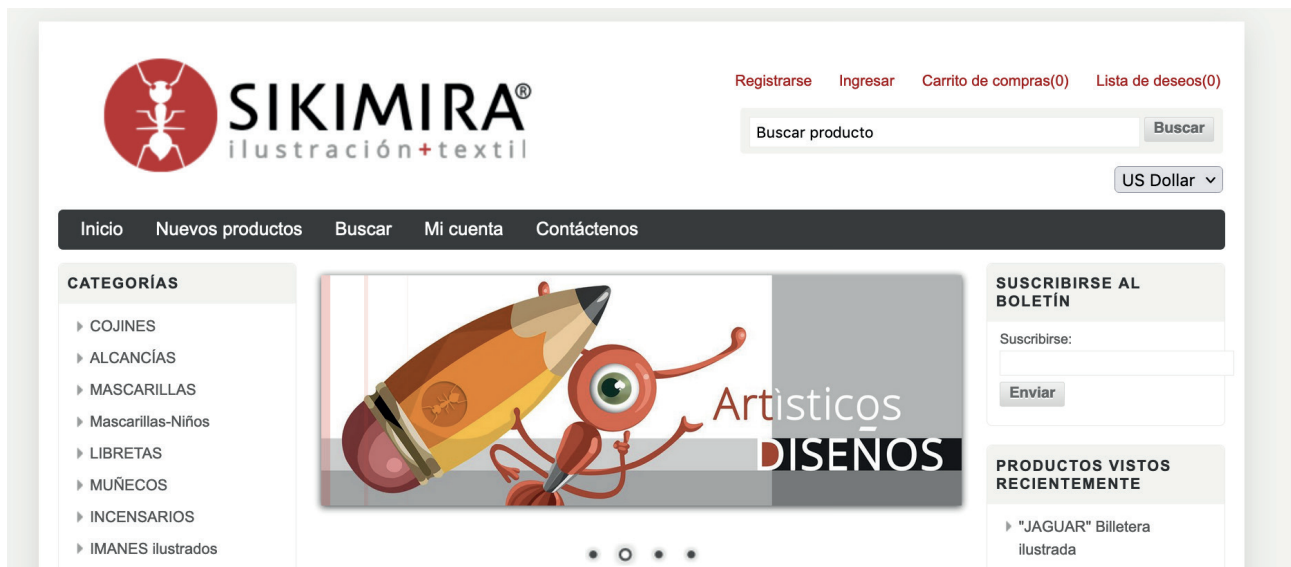 SIKIMIRA®
ilustración+textil
Registrarse Ingresar Carrito de compras(0) Lista de deseos(0)
Buscar producto Buscar
US Dollar
Inicio Nuevos productos Buscar Mi cuenta Contáctenos
CATEGORÍAS
COJINES
ALCANCÍAS
MASCARILLAS
Mascarillas-Niños
LIBRETAS
MUÑECOS
INCENSARIOS
IMANES ilustrados
Artìsticos
DISEÑOS
SUSCRIBIRSE AL
BOLETÍN
Suscribirse:
Enviar
PRODUCTOS VISTOS
RECIENTEMENTE
"JAGUAR" Billetera
ilustrada